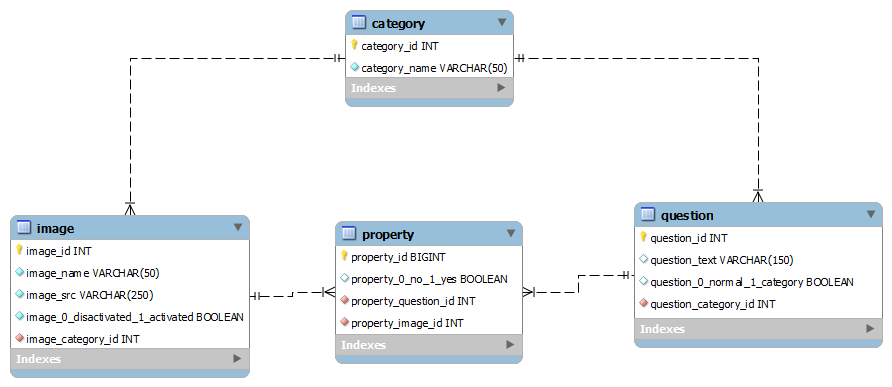 category
category_id INT
category_name VARCHAR(50)
Indexes
image
image_id INT
image_name VARCHAR(50)
image_src VARCHAR(250)
image_0_disactivated_1_activated BOOLEAN
image_category_id INT
Indexes
property
property_id BIGINT
property_0_no_1_yes BOOLEAN
property_question_id INT
property_image_id INT
Indexes
question
question_id INT
question_text VARCHAR(150)
question_0_normal_1_category BOOLEAN
question_category_id INT
Indexes